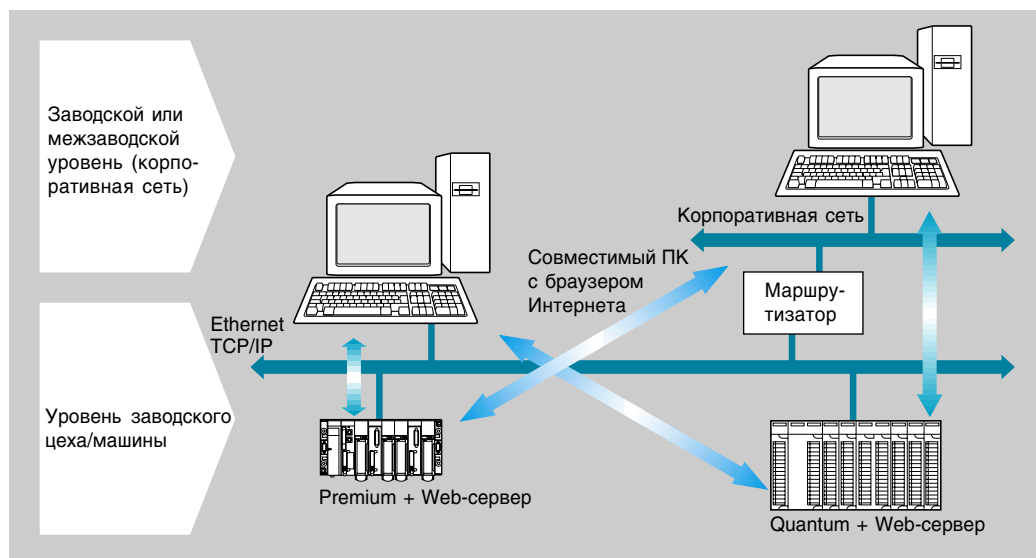 Заводской или
межзаводской
уровень (корпо-
ративная сеть)
Корпоративная сеть
Совместимый ПК
с браузером
Интернета
Маршру-
тизатор
Ethernet
TCP/IP
Уровень заводского
цеха/машины
Premium + Web-сервер
Quantum + Web-сервер